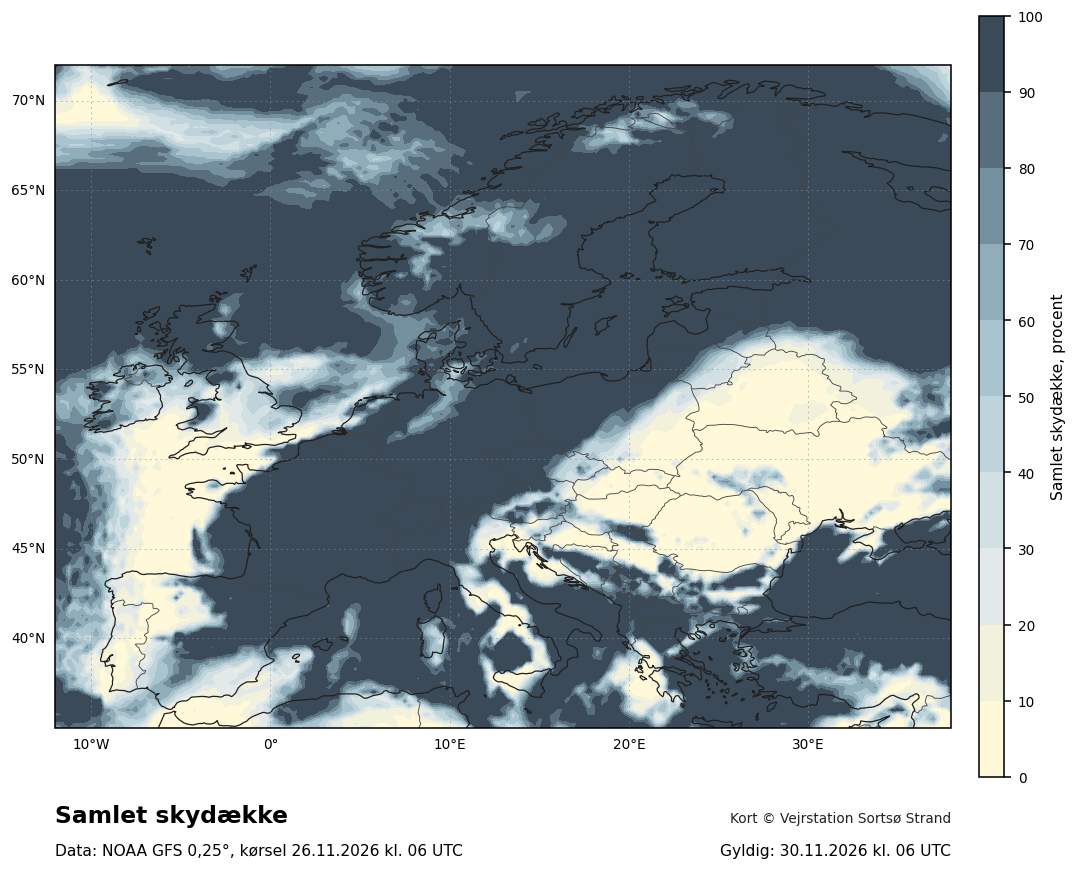 70°N
65°N
60°N
55°N
50°N
45°N
40°N
10°W
0°
10°E
20°E
30°E
100
90
80
70
60
50
40
30
20
10
0
Samlet skydække, procent
Samlet skydække
Kort © Vejrstation Sortsø Strand
Data: NOAA GFS 0,25°, kørsel 26.11.2026 kl. 06 UTC
Gyldig: 30.11.2026 kl. 06 UTC